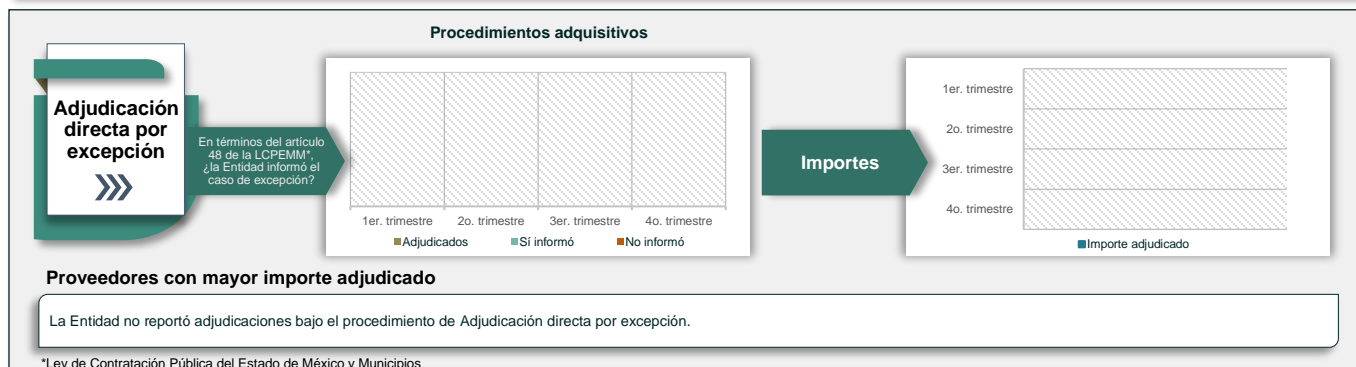 Procedimientos adquisitivos
Adjudicación
directa por
excepción
En términos del artículo
48 de la LCPEMM*,
¿la Entidad informó el
caso de excepción?
1er. trimestre 2o. trimestre 3er. trimestre 4o. trimestre
Adjudicados Sí informó No informó
Importes
1er. trimestre
2o. trimestre
3er. trimestre
4o. trimestre
Importe adjudicado
Proveedores con mayor importe adjudicado
La Entidad no reportó adjudicaciones bajo el procedimiento de Adjudicación directa por excepción.
*Ley de Contratación Pública del Estado de México y Municipios